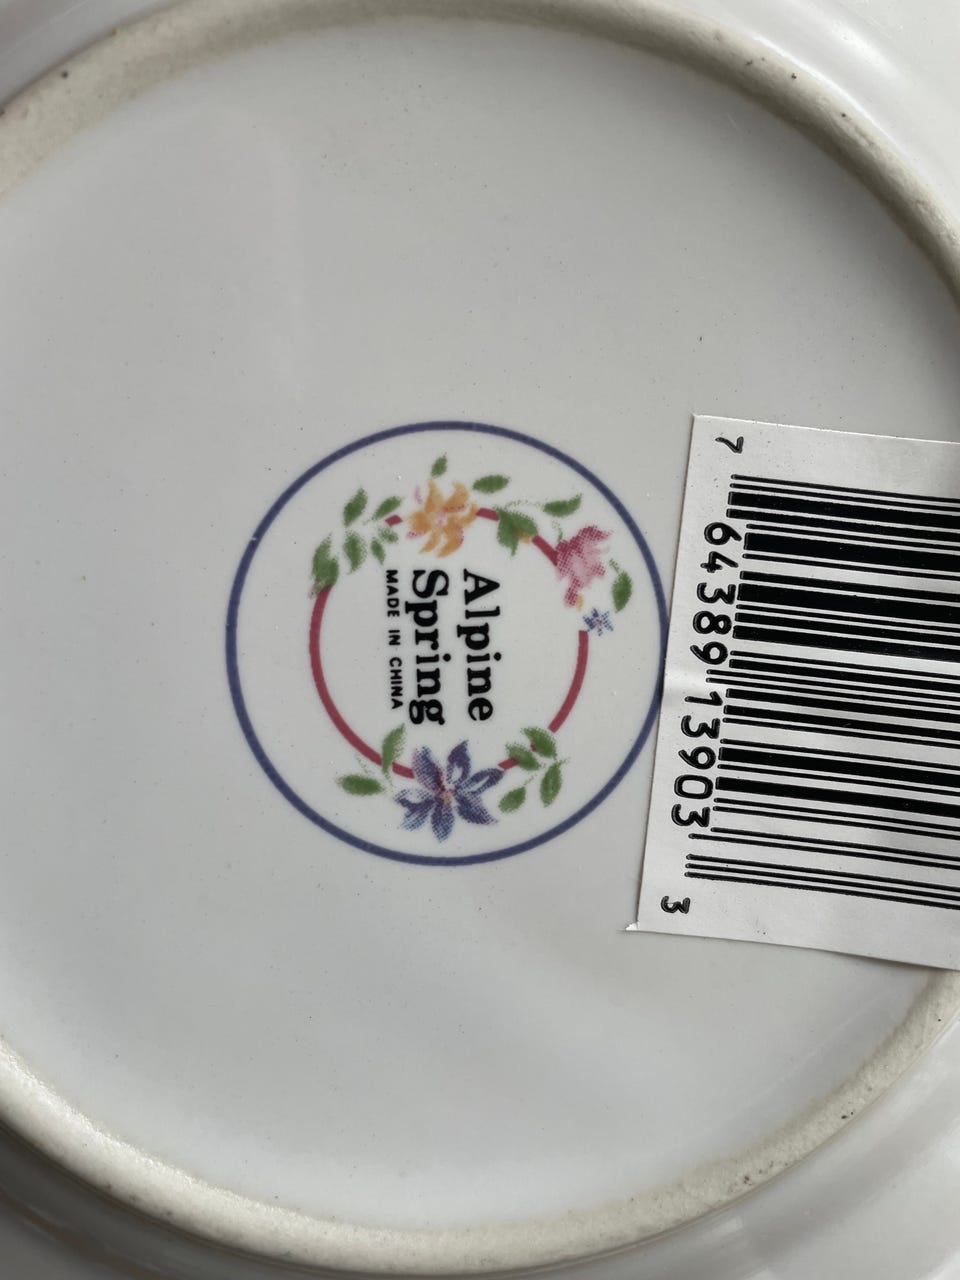 Alpine
Spring
MADE IN CHINA
7 64389 13903 3